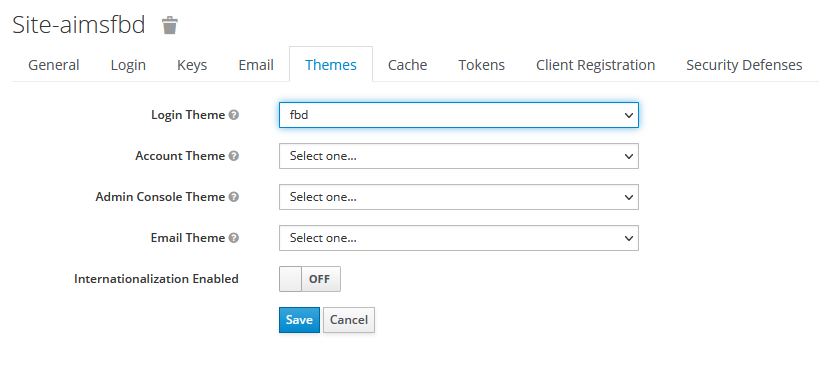 Site-aimsfbd
General Login Keys Email Themes Cache Tokens Client Registration Security Defenses
Login Theme fbd
Account Theme Select one...
Admin Console Theme Select one...
Email Theme Select one...
Internationalization Enabled OFF
Save Cancel